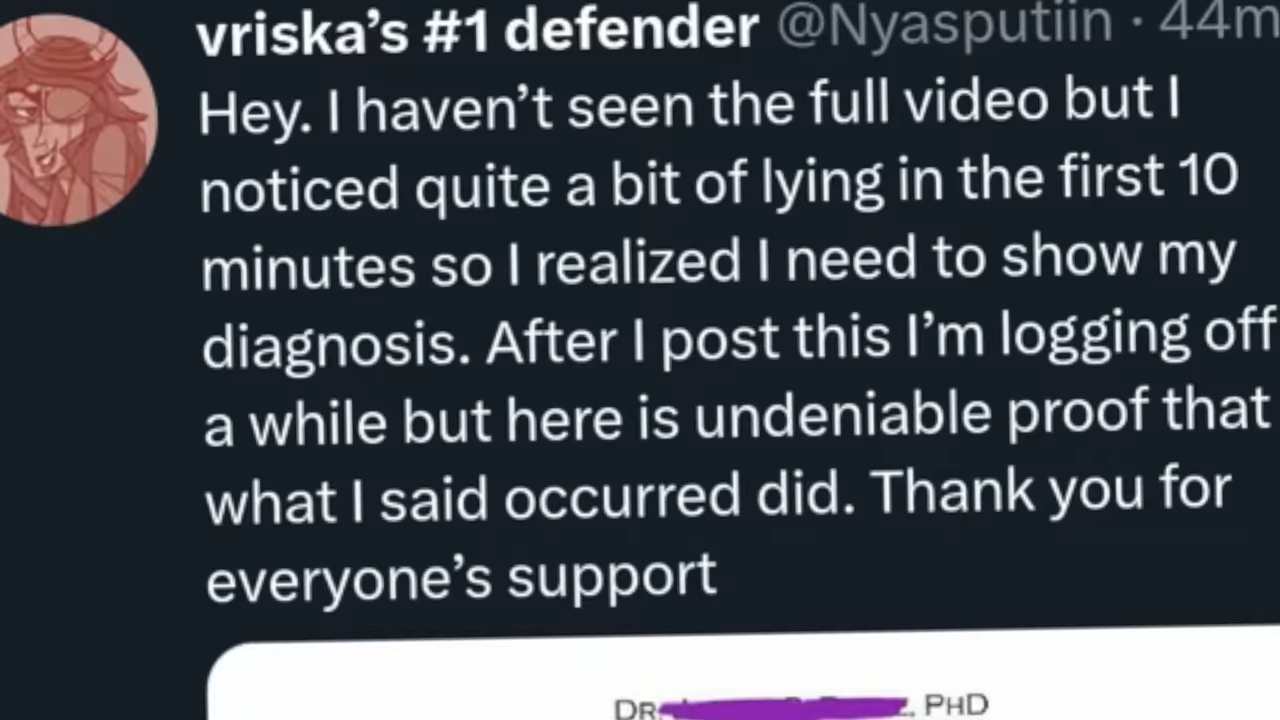 vriska’s #1 defender @Nyasputiin · 44m
Hey. I haven’t seen the full video but I
noticed quite a bit of lying in the first 10
minutes so I realized I need to show my
diagnosis. After I post this I’m logging off
a while but here is undeniable proof that
what I said occurred did. Thank you for
everyone’s support
DR. , PHD